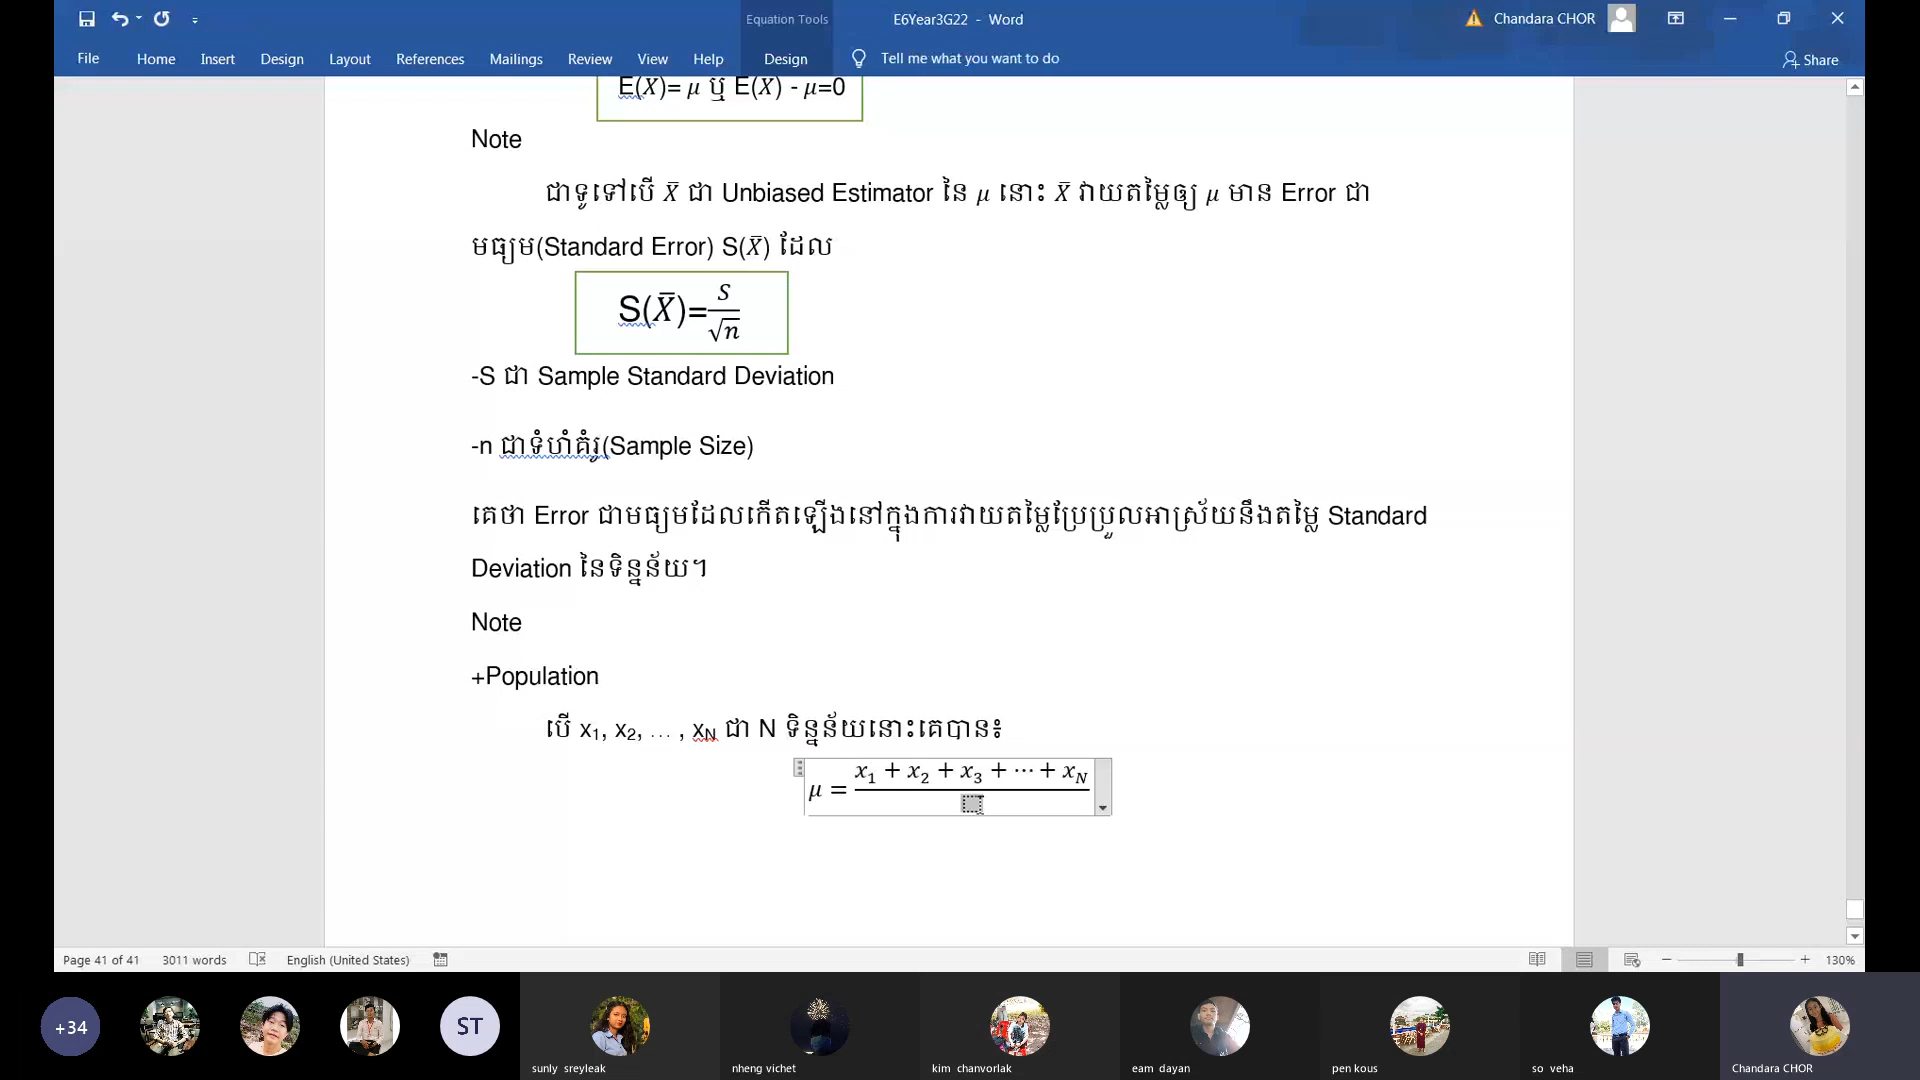 Equation Tools
E6Year3G22 - Word
Chandara CHOR
File Home Insert Design Layout References Mailings Review View Help Design Tell me what you want to do Share
E(X̄)= μ ឬ E(X̄) - μ=0
Note
ជាទូទៅបើ X̄ ជា Unbiased Estimator នៃ μ នោះ X̄ វាយតម្លៃឲ្យ μ មាន Error ជា
មធ្យម(Standard Error) S(X̄) ដែល
S(X̄)=S/√n
-S ជា Sample Standard Deviation
-n ជាទំហំគំរូ(Sample Size)
គេថា Error ជាមធ្យមដែលកើតឡើងនៅក្នុងការវាយតម្លៃប្រែប្រួលអាស្រ័យនឹងតម្លៃ Standard
Deviation នៃទិន្នន័យ។
Note
+Population
បើ x₁, x₂, … , x_N ជា N ទិន្នន័យនោះគេបាន៖
μ = x₁ + x₂ + x₃ + ⋯ + x_N
Page 41 of 41 3011 words English (United States) 130%
+34 ST
sunly sreyleak nheng vichet kim chanvorlak eam dayan pen kous so veha Chandara CHOR